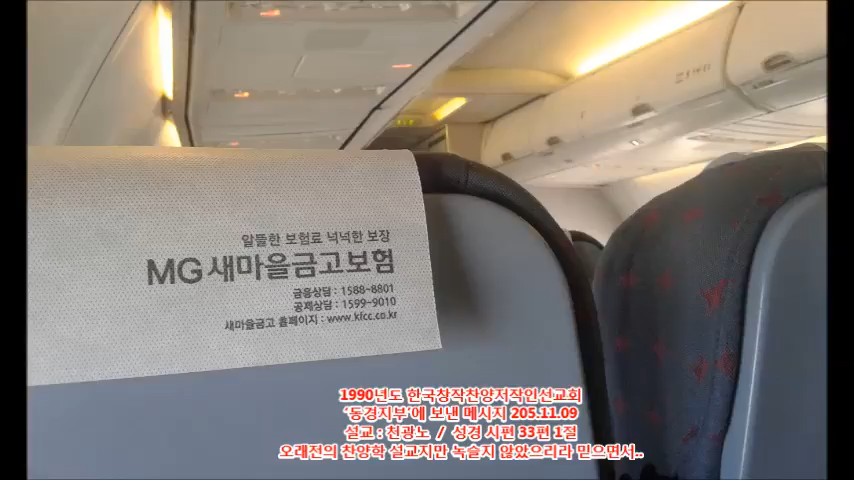 알뜰한 보험료 넉넉한 보장
MG새마을금고보험
금융상담 : 1588-8801
공제상담 : 1599-9010
새마을금고 홈페이지 : www.kfcc.co.kr
1990년도 한국창작찬양저작인선교회
'동경지부'에 보낸 메시지 205.11.09
설교 : 천광노 / 성경 시편 33편 1절
오래전의 찬양학 설교지만 녹슬지 않았으리라 믿으면서..